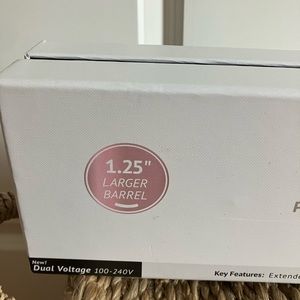 1.25"
LARGER
BARREL
New!
Dual Voltage 100-240V
Key Features: Extende